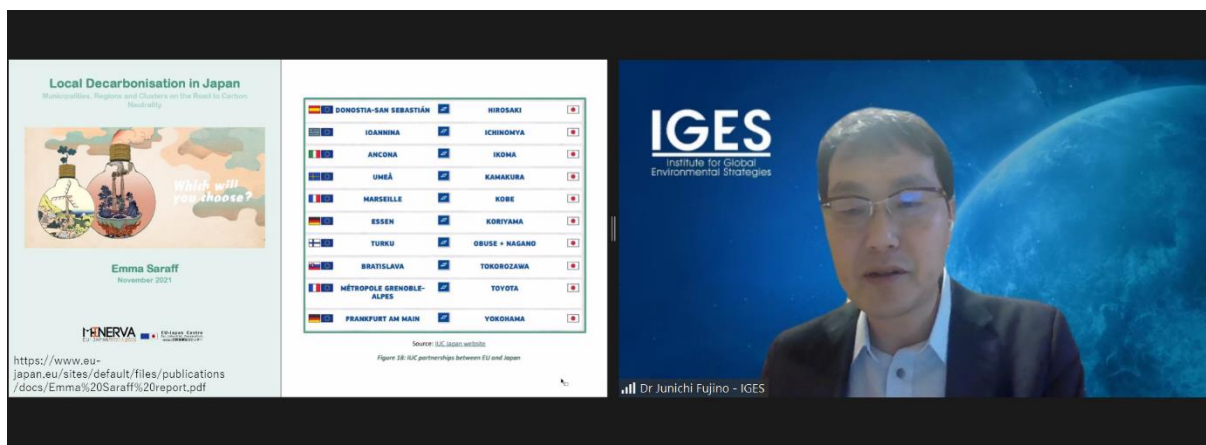 Local Decarbonisation in Japan
Municipalities, Regions and Clusters on the Road to Carbon
Neutrality
Which will
you choose?
Emma Saraff
November 2021
MINERVA
EU-Japan Centre
https://www.eu-
japan.eu/sites/default/files/publications
/docs/Emma%20Saraff%20report.pdf
DONOSTIA-SAN SEBASTIÁN HIROSAKI
IOANNINA ICHINOMYA
ANCONA IKOMA
UMEÅ KAMAKURA
MARSEILLE KOBE
ESSEN KORIYAMA
TURKU OBUSE + NAGANO
BRATISLAVA TOKOROZAWA
MÉTROPOLE GRENOBLE-
ALPES TOYOTA
FRANKFURT AM MAIN YOKOHAMA
Source: IUC Japan website
Figure 18: IUC partnerships between EU and Japan
IGES
Institute for Global
Environmental Strategies
Dr Junichi Fujino - IGES